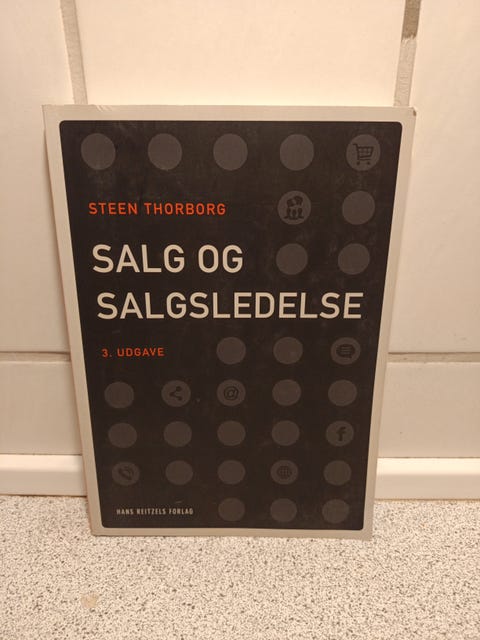 STEEN THORBORG
SALG OG
SALGSLEDELSE
3. UDGAVE
HANS REITZELS FORLAG